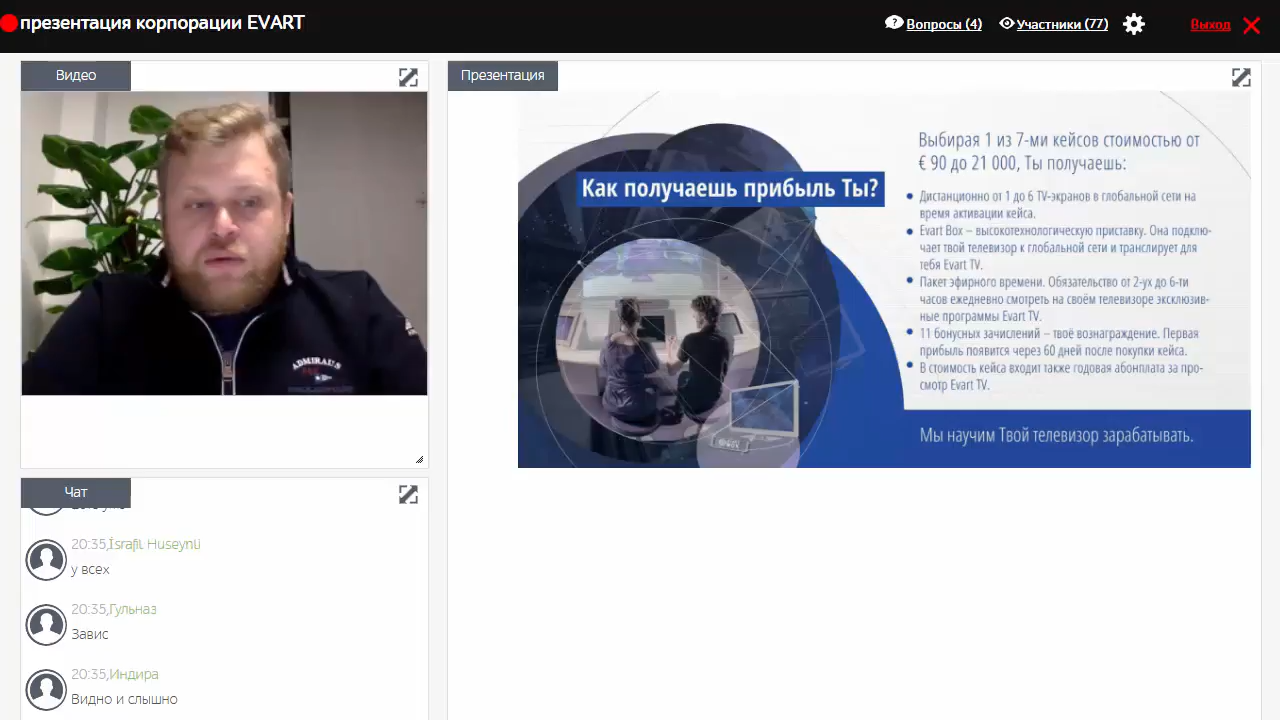 презентация корпорации EVART
Вопросы (4)
Участники (77)
Выход
Видео
ADMIRALS
Презентация
Как получаешь прибыль Ты?
Выбирая 1 из 7-ми кейсов стоимостью от
€ 90 до 21 000, Ты получаешь:
Дистанционно от 1 до 6 TV-экранов в глобальной сети на
время активации кейса.
Evart Box – высокотехнологичную приставку. Она подклю-
чает твой телевизор к глобальной сети и транслирует для
тебя Evart TV.
Пакет эфирного времени. Обязательство от 2-ух до 6-ти
часов ежедневно смотреть на своём телевизоре эксклюзив-
ные программы Evart TV.
11 бонусных зачислений – твоё вознаграждение. Первая
прибыль появится через 60 дней после покупки кейса.
В стоимость кейса входит также годовая абонплата за про-
смотр Evart TV.
Мы научим Твой телевизор зарабатывать.
Чат
20:35,İsrafil Huseynli
у всех
20:35,Гульназ
Завис
20:35,Индира
Видно и слышно